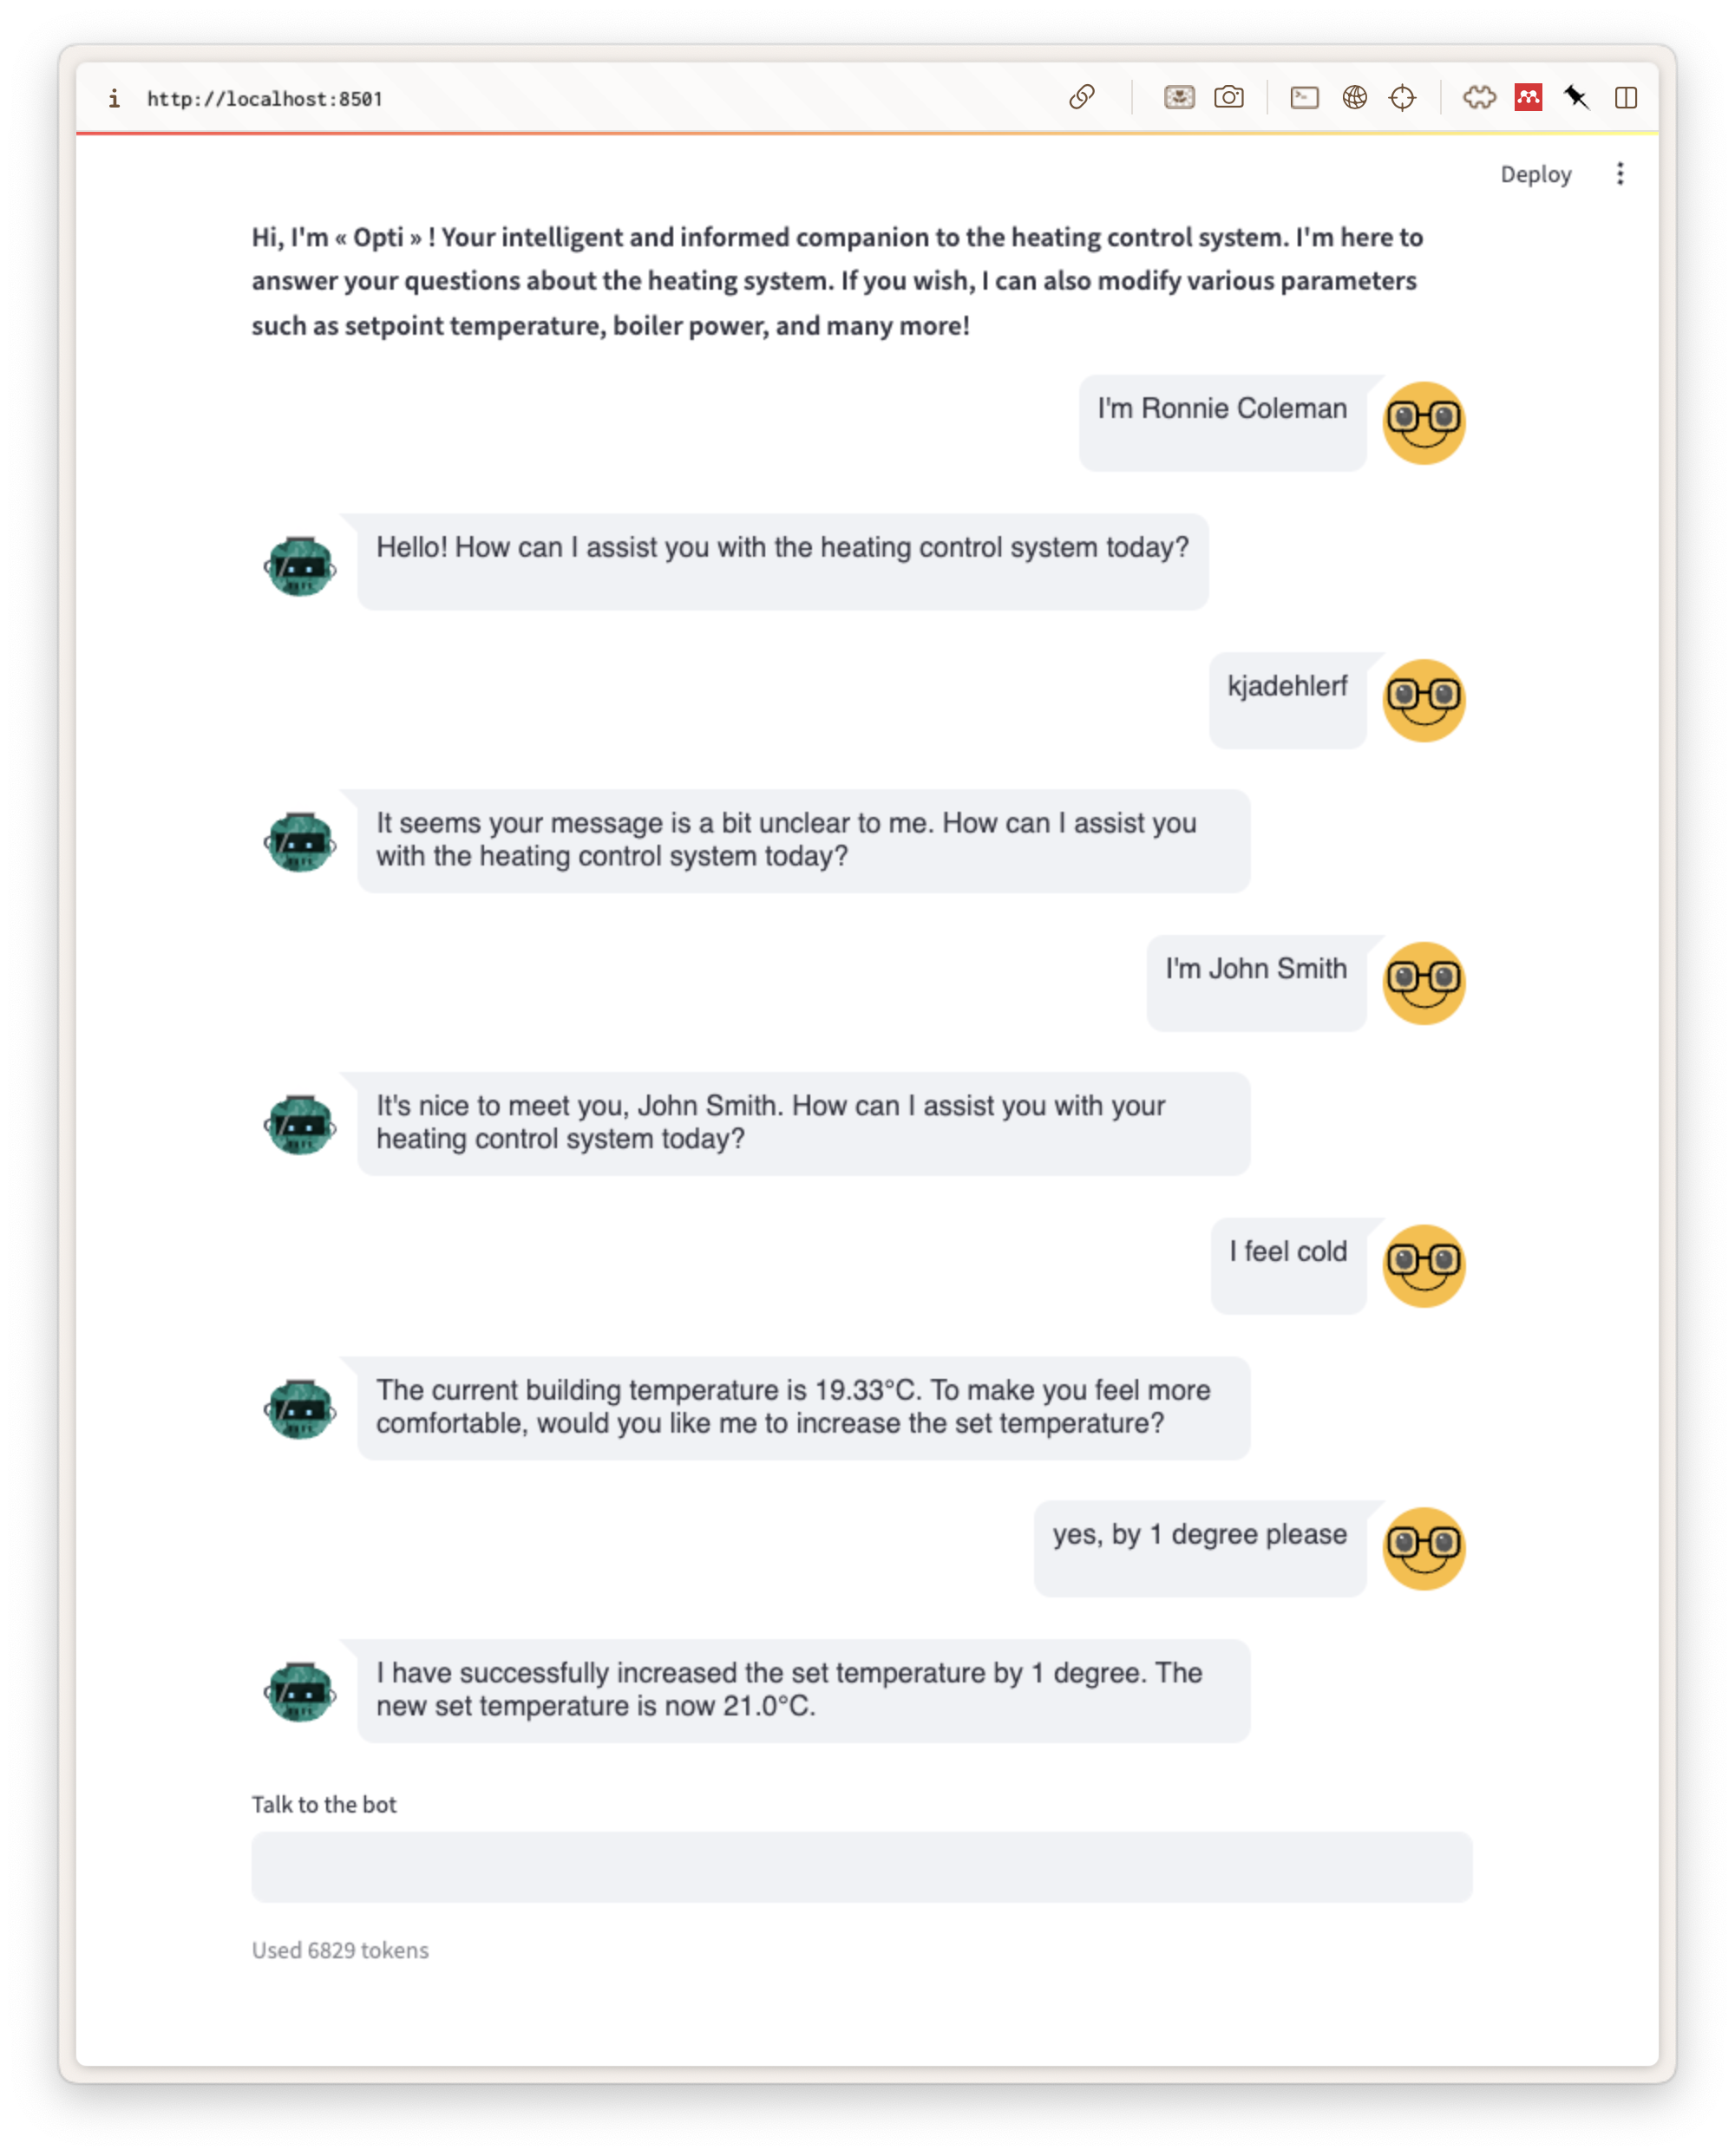 i http://localhost:8501
Deploy
Hi, I'm « Opti » ! Your intelligent and informed companion to the heating control system. I'm here to
answer your questions about the heating system. If you wish, I can also modify various parameters
such as setpoint temperature, boiler power, and many more!
I'm Ronnie Coleman
Hello! How can I assist you with the heating control system today?
kjadehlerf
It seems your message is a bit unclear to me. How can I assist you
with the heating control system today?
I'm John Smith
It's nice to meet you, John Smith. How can I assist you with your
heating control system today?
I feel cold
The current building temperature is 19.33°C. To make you feel more
comfortable, would you like me to increase the set temperature?
yes, by 1 degree please
I have successfully increased the set temperature by 1 degree. The
new set temperature is now 21.0°C.
Talk to the bot
Used 6829 tokens